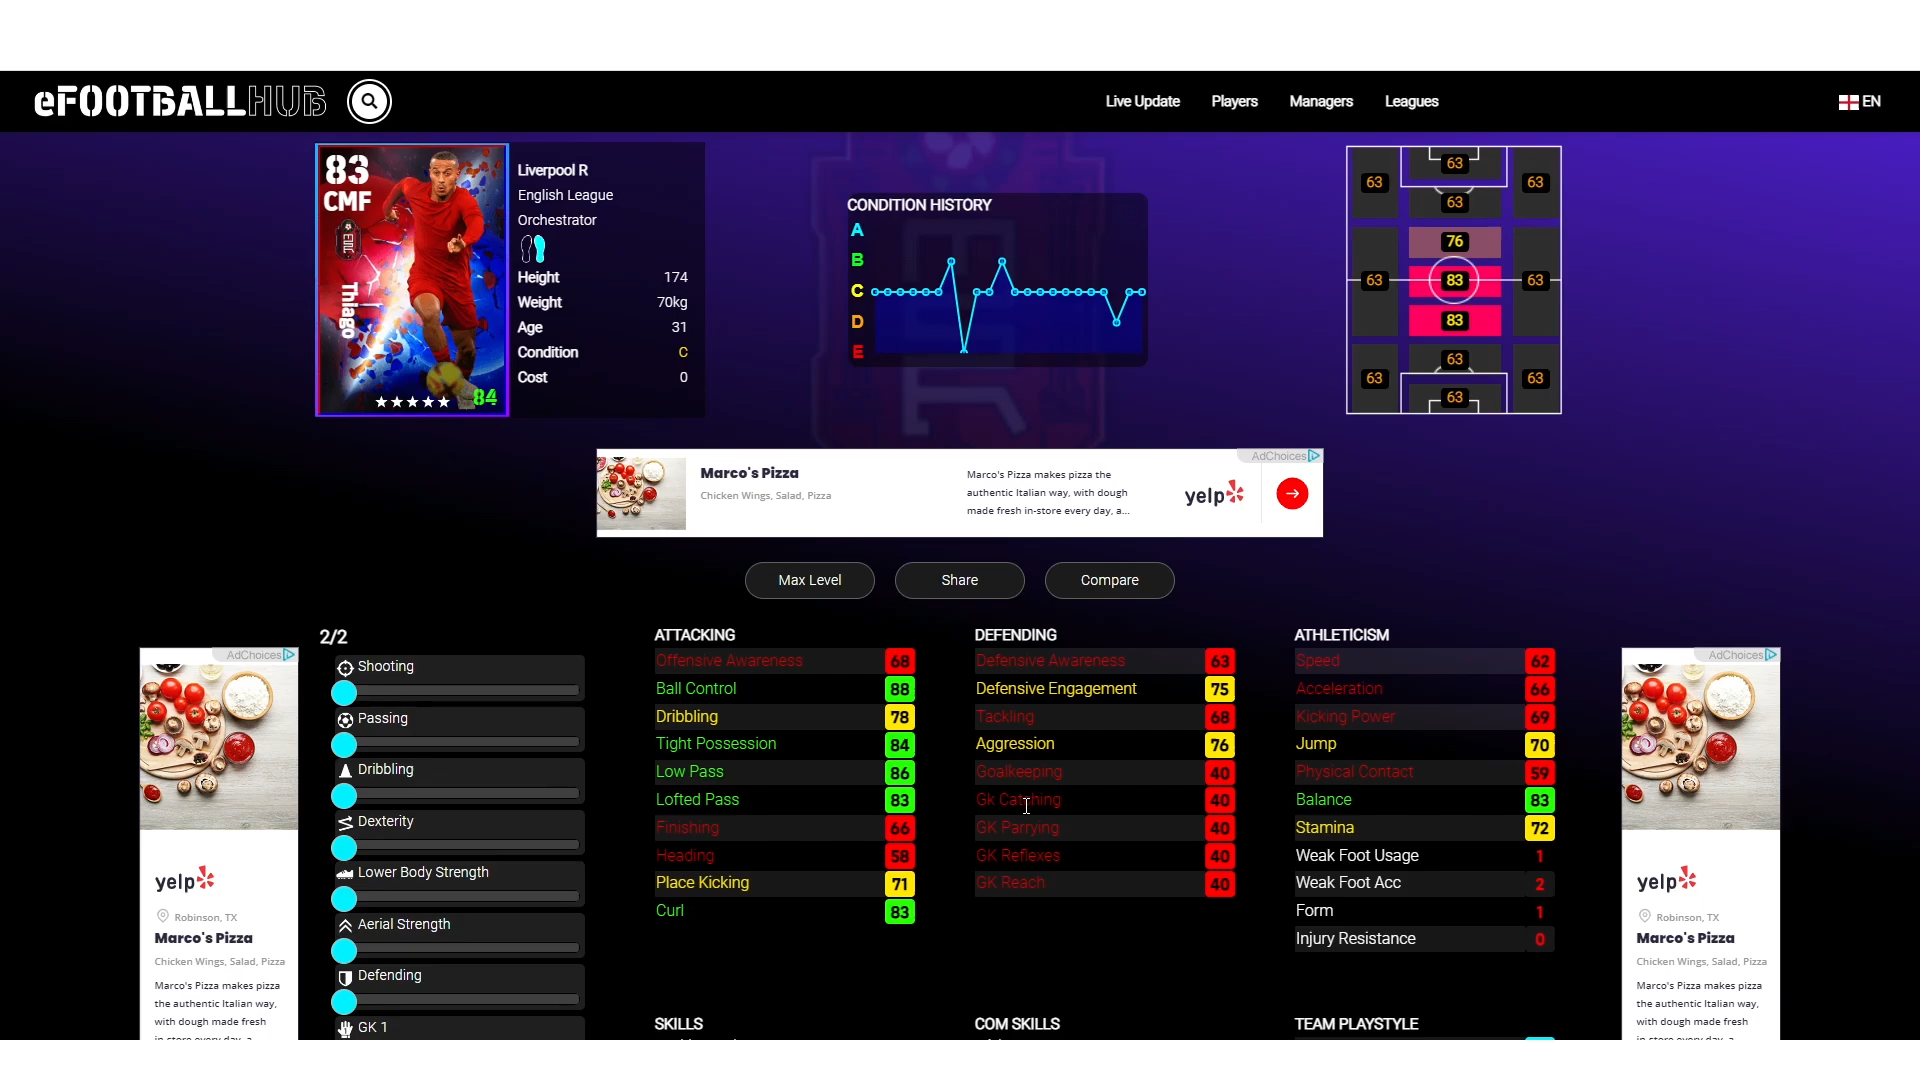 eFOOTBALLHUB
Live Update
Players
Managers
Leagues
EN
83
CMF
Thiago
84
Liverpool R
English League
Orchestrator
Height 174
Weight 70kg
Age 31
Condition C
Cost 0
CONDITION HISTORY
A
B
C
D
E
63
63 63
63
76
63 83 63
83
63
63 63
63
AdChoices
Marco's Pizza
Chicken Wings, Salad, Pizza
Marco's Pizza makes pizza the
authentic Italian way, with dough
made fresh in-store every day, a...
yelp
Max Level
Share
Compare
2/2
Shooting
Passing
Dribbling
Dexterity
Lower Body Strength
Aerial Strength
Defending
GK 1
ATTACKING
Offensive Awareness 68
Ball Control 88
Dribbling 78
Tight Possession 84
Low Pass 86
Lofted Pass 83
Finishing 66
Heading 58
Place Kicking 71
Curl 83
DEFENDING
Defensive Awareness 63
Defensive Engagement 75
Tackling 68
Aggression 76
Goalkeeping 40
Gk Catching 40
GK Parrying 40
GK Reflexes 40
GK Reach 40
ATHLETICISM
Speed 62
Acceleration 66
Kicking Power 69
Jump 70
Physical Contact 59
Balance 83
Stamina 72
Weak Foot Usage 1
Weak Foot Acc 2
Form 1
Injury Resistance 0
SKILLS
COM SKILLS
TEAM PLAYSTYLE
AdChoices
yelp
Robinson, TX
Marco's Pizza
Chicken Wings, Salad, Pizza
Marco's Pizza makes pizza
the authentic Italian way,
with dough made fresh
in-store every day, a
AdChoices
yelp
Robinson, TX
Marco's Pizza
Chicken Wings, Salad, Pizza
Marco's Pizza makes pizza
the authentic Italian way,
with dough made fresh
in-store every day, a